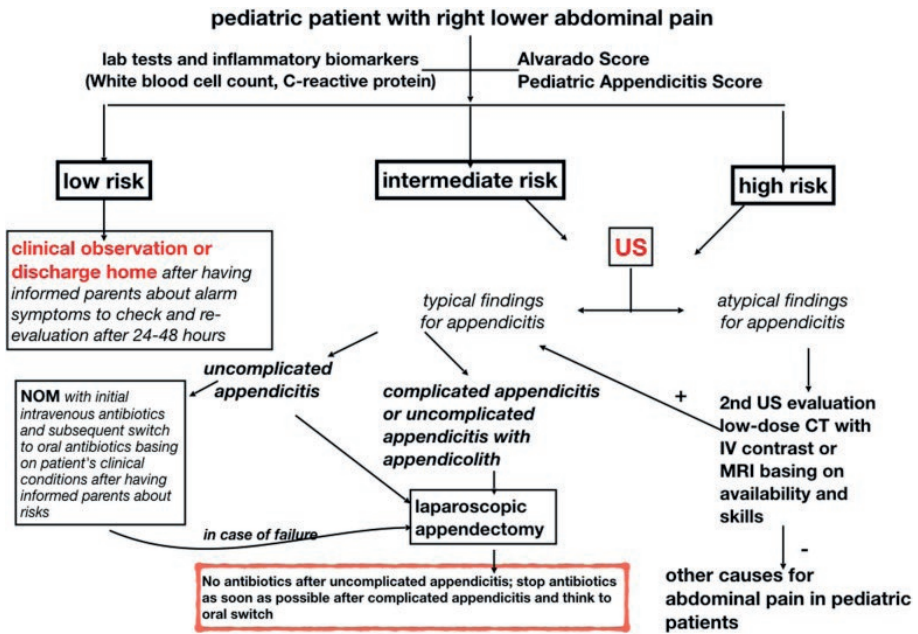 pediatric patient with right lower abdominal pain
lab tests and inflammatory biomarkers
(White blood cell count, C-reactive protein)
Alvarado Score
Pediatric Appendicitis Score
low risk
intermediate risk
high risk
clinical observation or
discharge home after having
informed parents about alarm
symptoms to check and re-
evaluation after 24-48 hours
US
typical findings
for appendicitis
atypical findings
for appendicitis
uncomplicated
appendicitis
NOM with initial
intravenous antibiotics
and subsequent switch
to oral antibiotics basing
on patient's clinical
conditions after having
informed parents about
risks
complicated appendicitis
or uncomplicated
appendicitis with
appendicolith
+
2nd US evaluation
low-dose CT with
IV contrast or
MRI basing on
availability and
skills
in case of failure
laparoscopic
appendectomy
-
No antibiotics after uncomplicated appendicitis; stop antibiotics
as soon as possible after complicated appendicitis and think to
oral switch
other causes for
abdominal pain in pediatric
patients